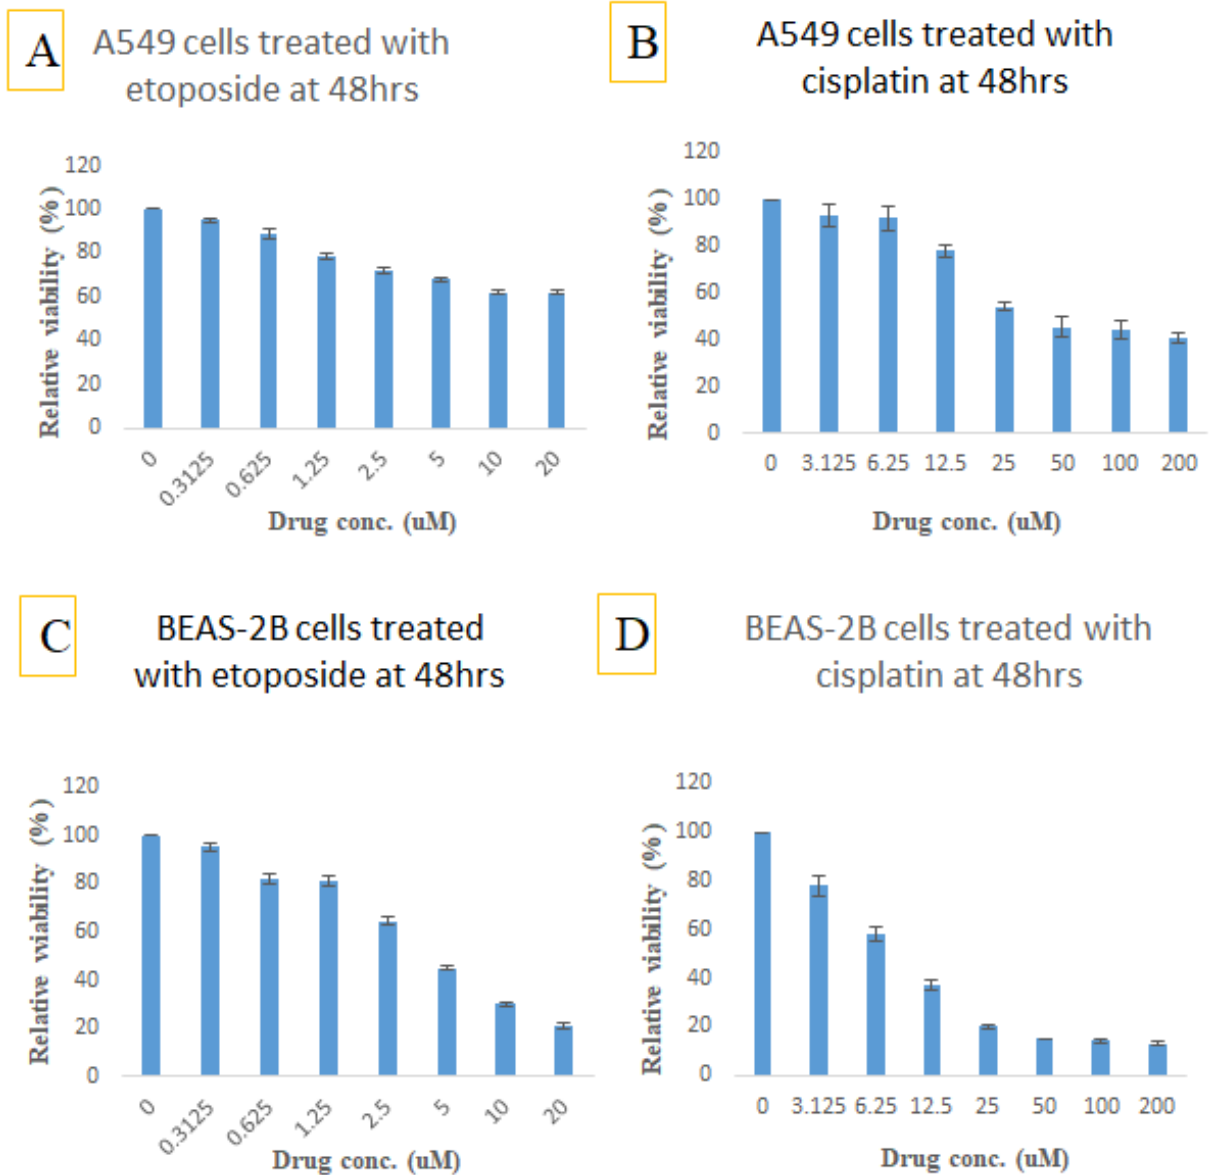 A
A549 cells treated with
etoposide at 48hrs
Relative viability (%)
120
100
80
60
40
20
0
0 0.3125 0.625 1.25 2.5 5 10 20
Drug conc. (uM)
B
A549 cells treated with
cisplatin at 48hrs
Relative viability (%)
120
100
80
60
40
20
0
0 3.125 6.25 12.5 25 50 100 200
Drug conc. (uM)
C
BEAS-2B cells treated
with etoposide at 48hrs
Relative wiability (%)
120
100
80
60
40
20
0
0 0.3125 0.625 1.25 2.5 5 10 20
Drug conc. (uM)
D
BEAS-2B cells treated with
cisplatin at 48hrs
Relative viability (%)
120
100
80
60
40
20
0
0 3.125 6.25 12.5 25 50 100 200
Drug conc. (uM)